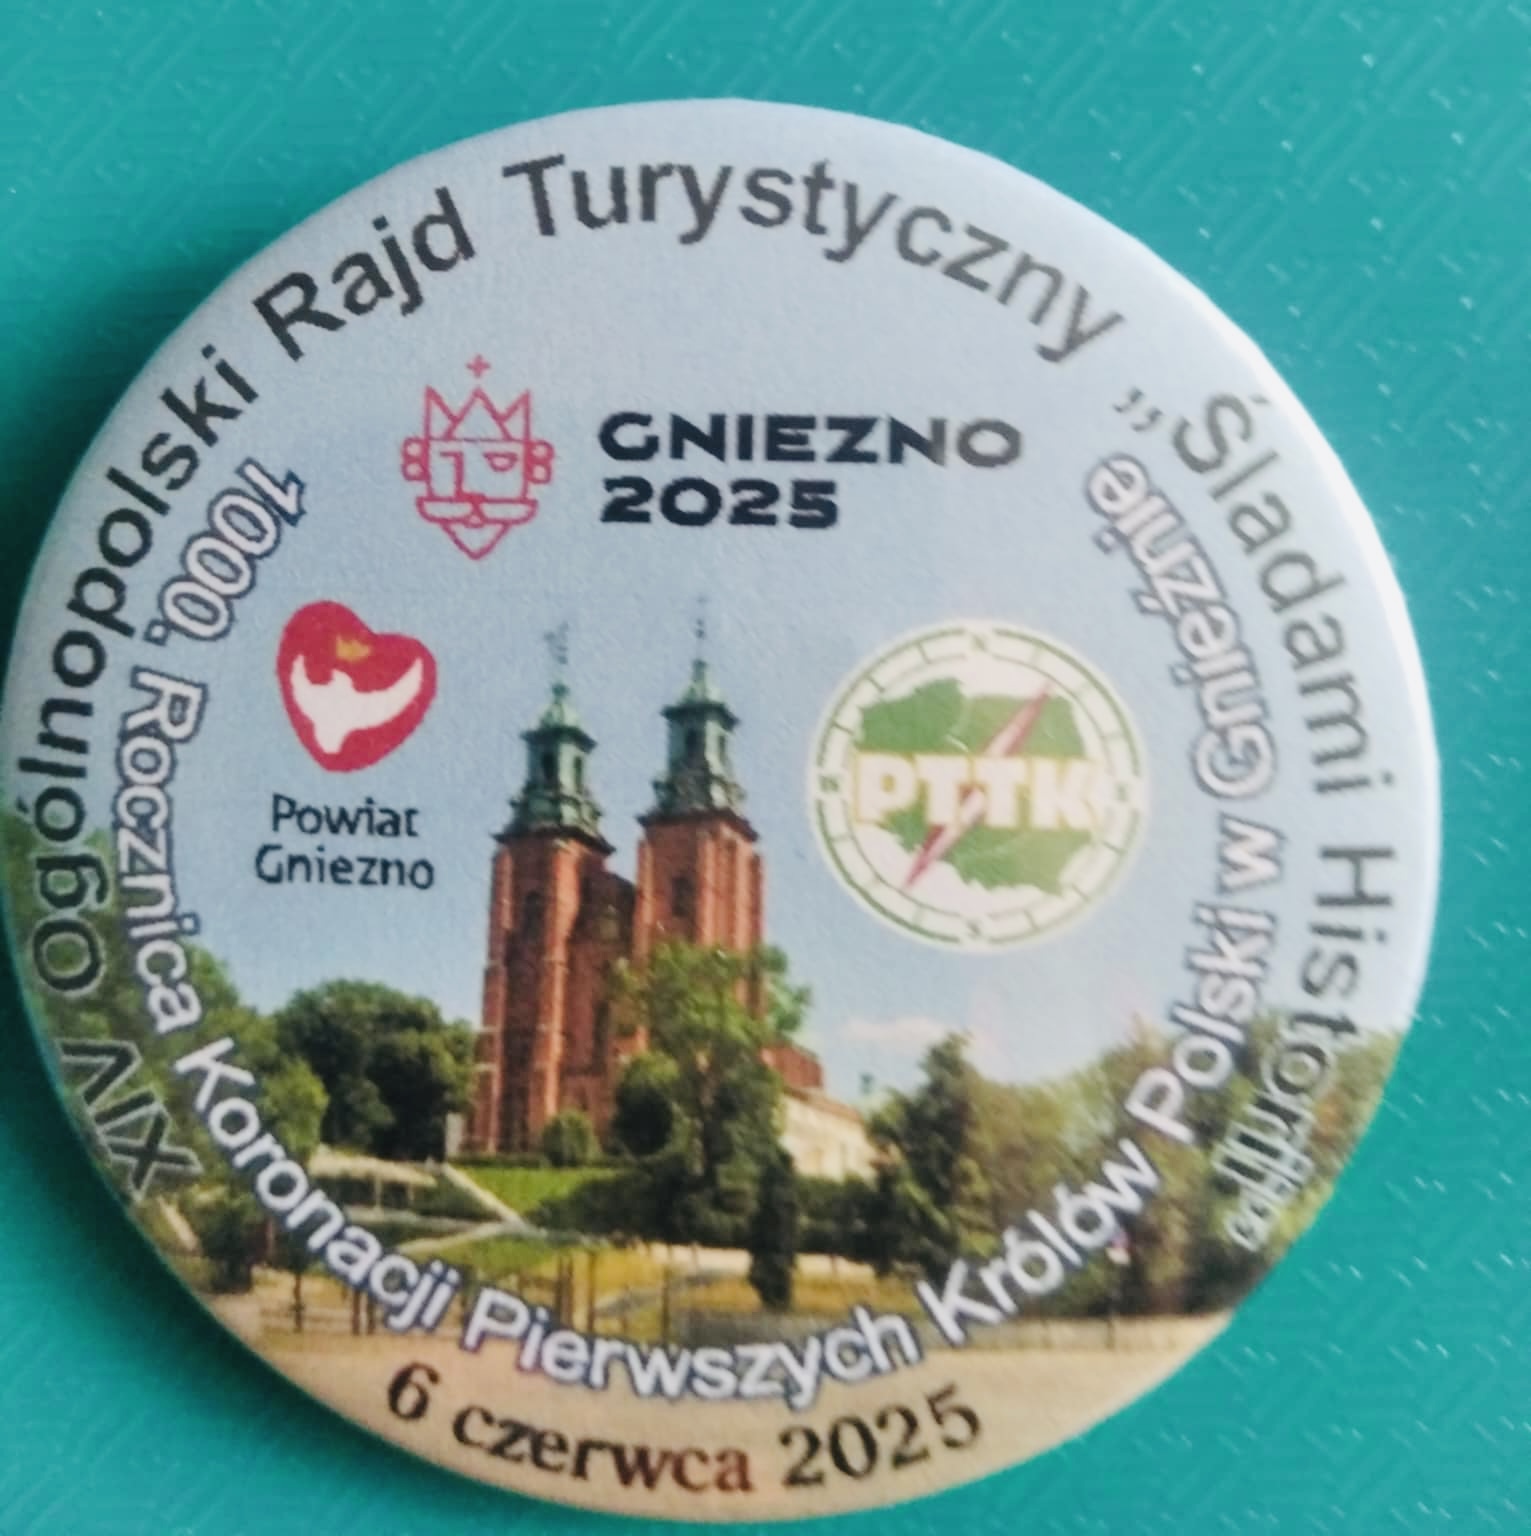 XIV Ogólnopolski Rajd Turystyczny „Śladami Historii”
1000. Rocznica Koronacji Pierwszych Królów Polski w Gnieźnie
GNIEZNO
2025
Powiat
Gniezno
PTTK
6 czerwca 2025